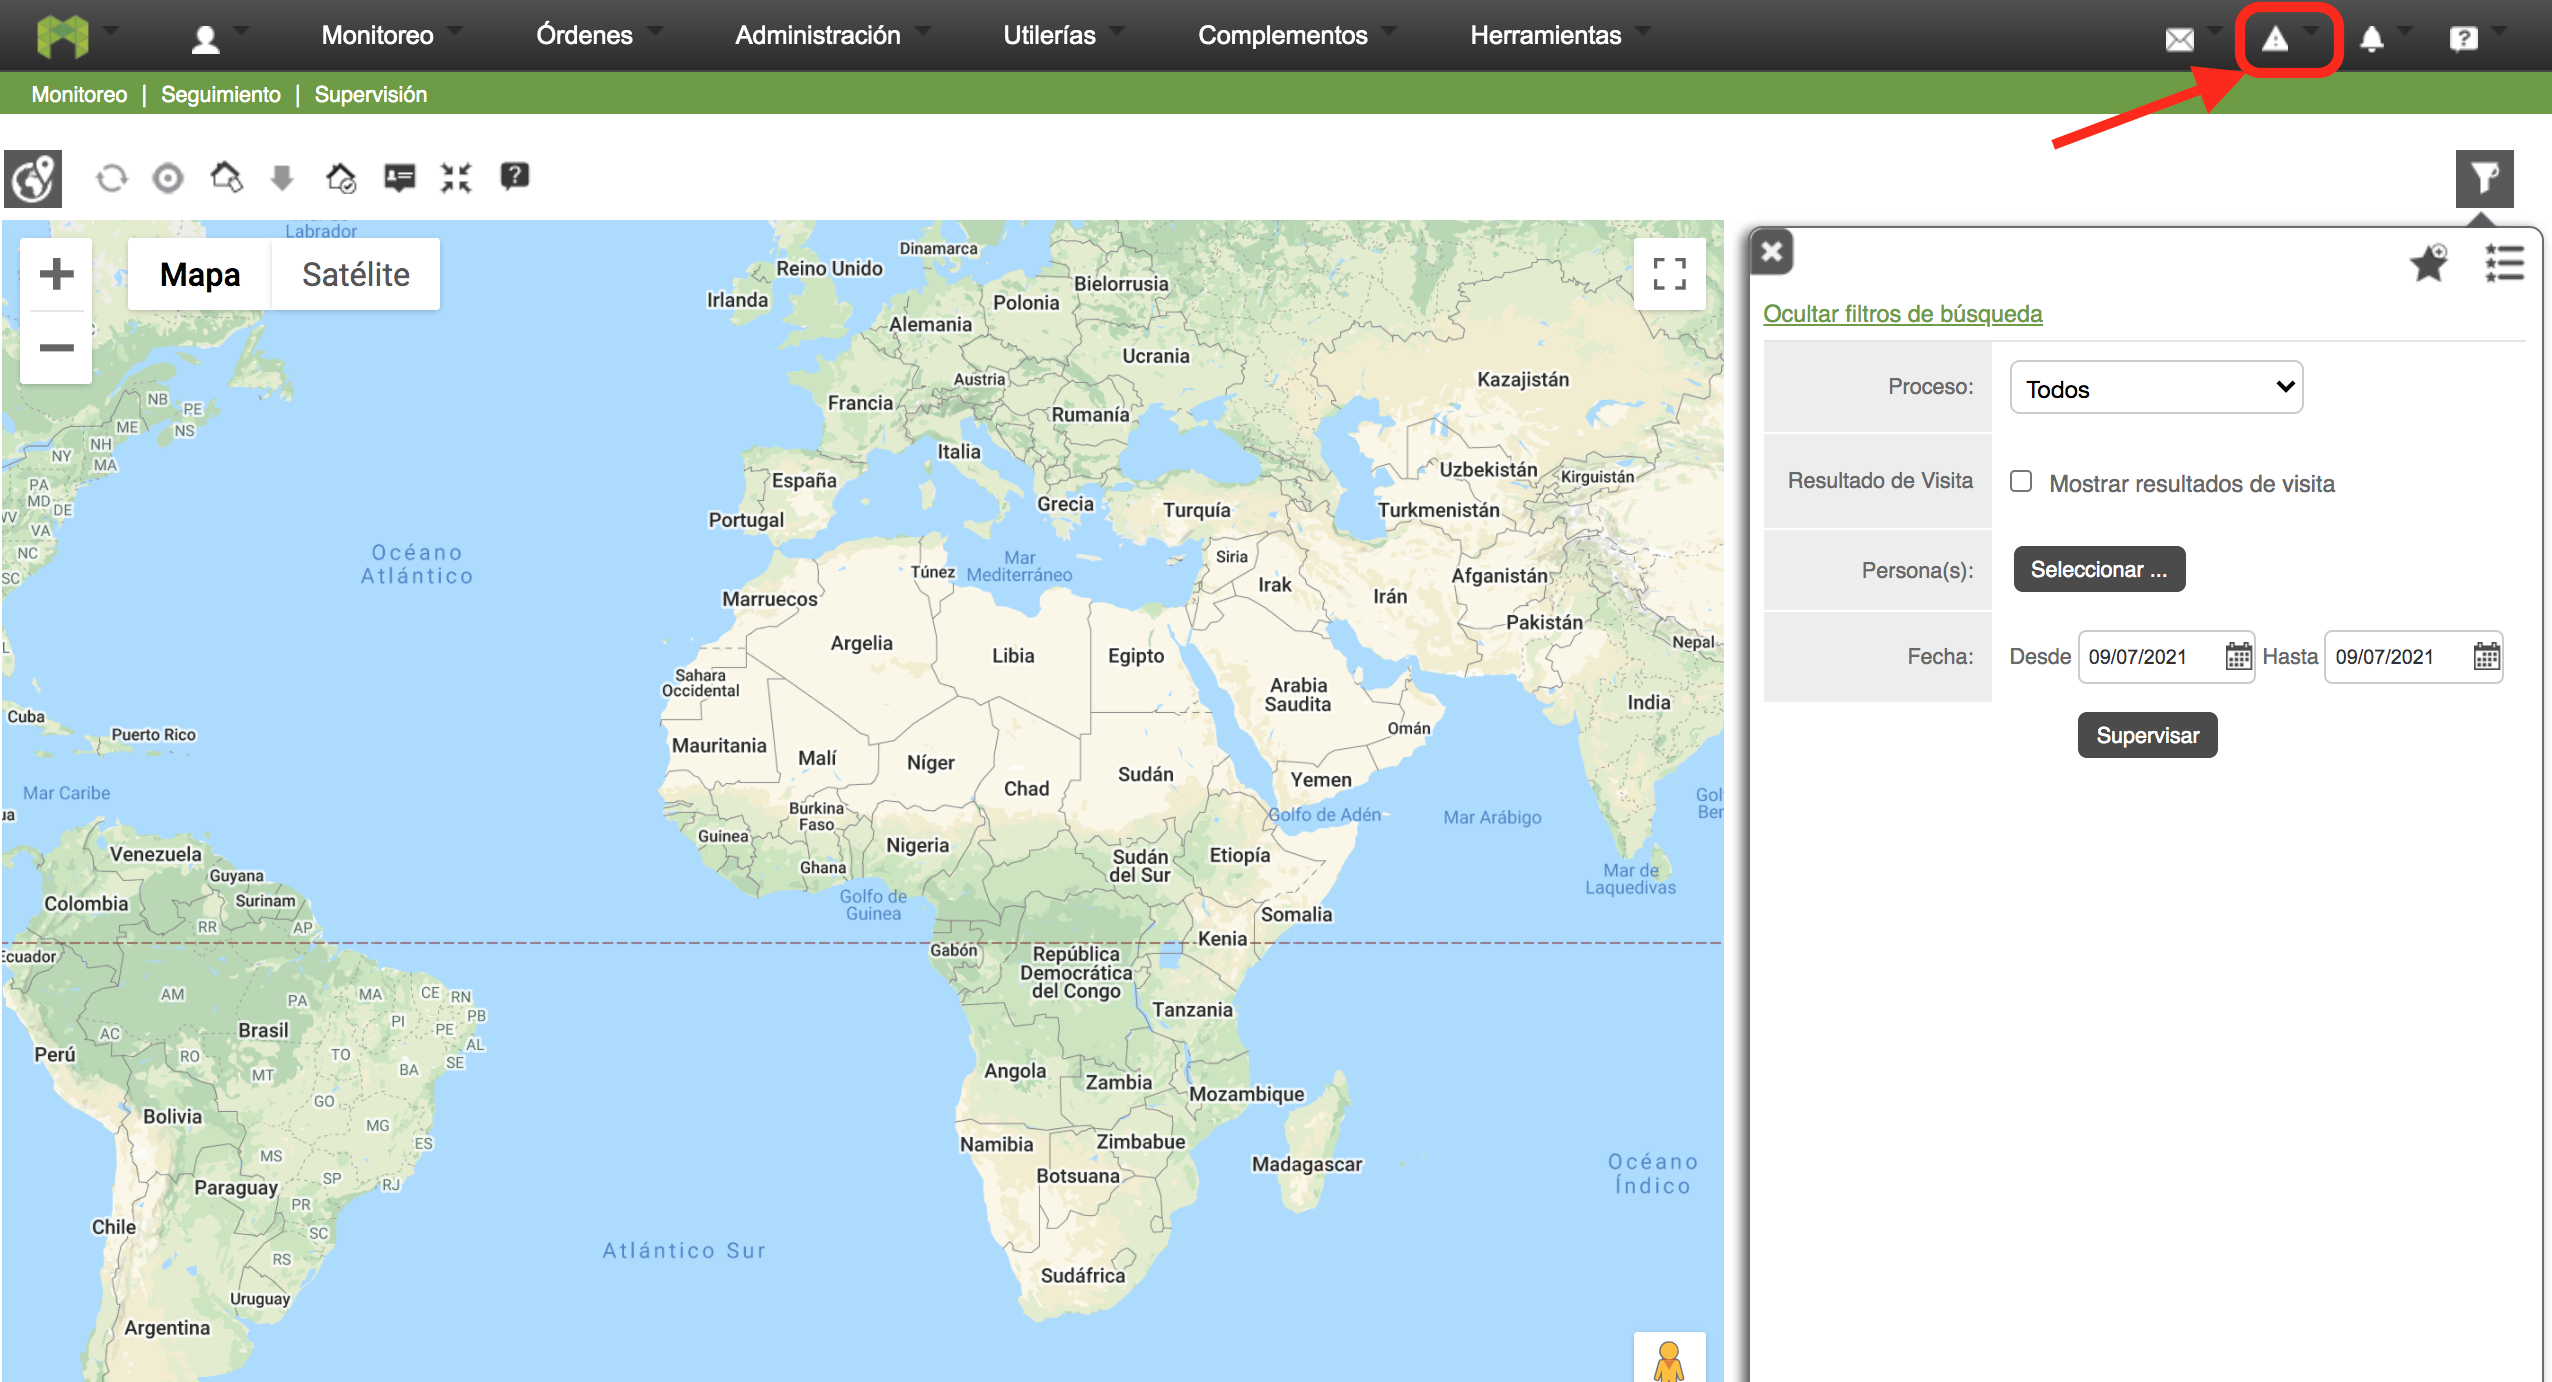 Monitoreo Órdenes Administración Utilerías Complementos Herramientas
Monitoreo | Seguimiento | Supervisión
Mapa Satélite
Labrador
Dinamarca
Reino Unido
Irlanda
Bielorrusia
Polonia
Alemania
Ucrania
Austria
Kazajistán
Francia
Rumanía
NB
PE
ME
NS
NH
NY
MA
Italia
Uzbekistán
Kirguistán
España
PA
MD
DE
Grecia
Turquía
Turkmenistán
Portugal
VA
NC
SC
Océano
Atlántico
Túnez
Mar
Mediterráneo
Siria
Irak
Afganistán
Irán
Marruecos
Pakistán
Argelia
Libia
Egipto
Nepal
Sahara
Occidental
Arabia
Saudita
India
Cuba
Puerto Rico
Omán
Mauritania
Malí
Níger
Chad
Sudán
Yemen
Mar Caribe
Burkina
Faso
Golfo de Adén
Mar Arábigo
Gol
Ber
Guinea
Nigeria
Venezuela
Guyana
Surinam
Colombia
Ghana
Sudán
del Sur
Etiopía
Mar de
Laquedivas
Golfo de
Guinea
Somalia
RR
AP
Kenia
Gabón
Ecuador
República
Democrática
del Congo
AM
PA
MA
CE
RN
PB
PI
PE
AL
SE
Tanzania
AC
Brasil
Perú
RO
TO
MT
BA
Angola
Zambia
Mozambique
GO
Bolivia
MG
ES
Namibia
Zimbabue
MS
Madagascar
Botsuana
Océano
Índico
Paraguay
SP
RJ
PR
Chile
SC
RS
Atlántico Sur
Sudáfrica
Uruguay
Argentina
Ocultar filtros de búsqueda
Proceso: Todos
Resultado de Visita Mostrar resultados de visita
Persona(s): Seleccionar ...
Fecha: Desde 09/07/2021 Hasta 09/07/2021
Supervisar